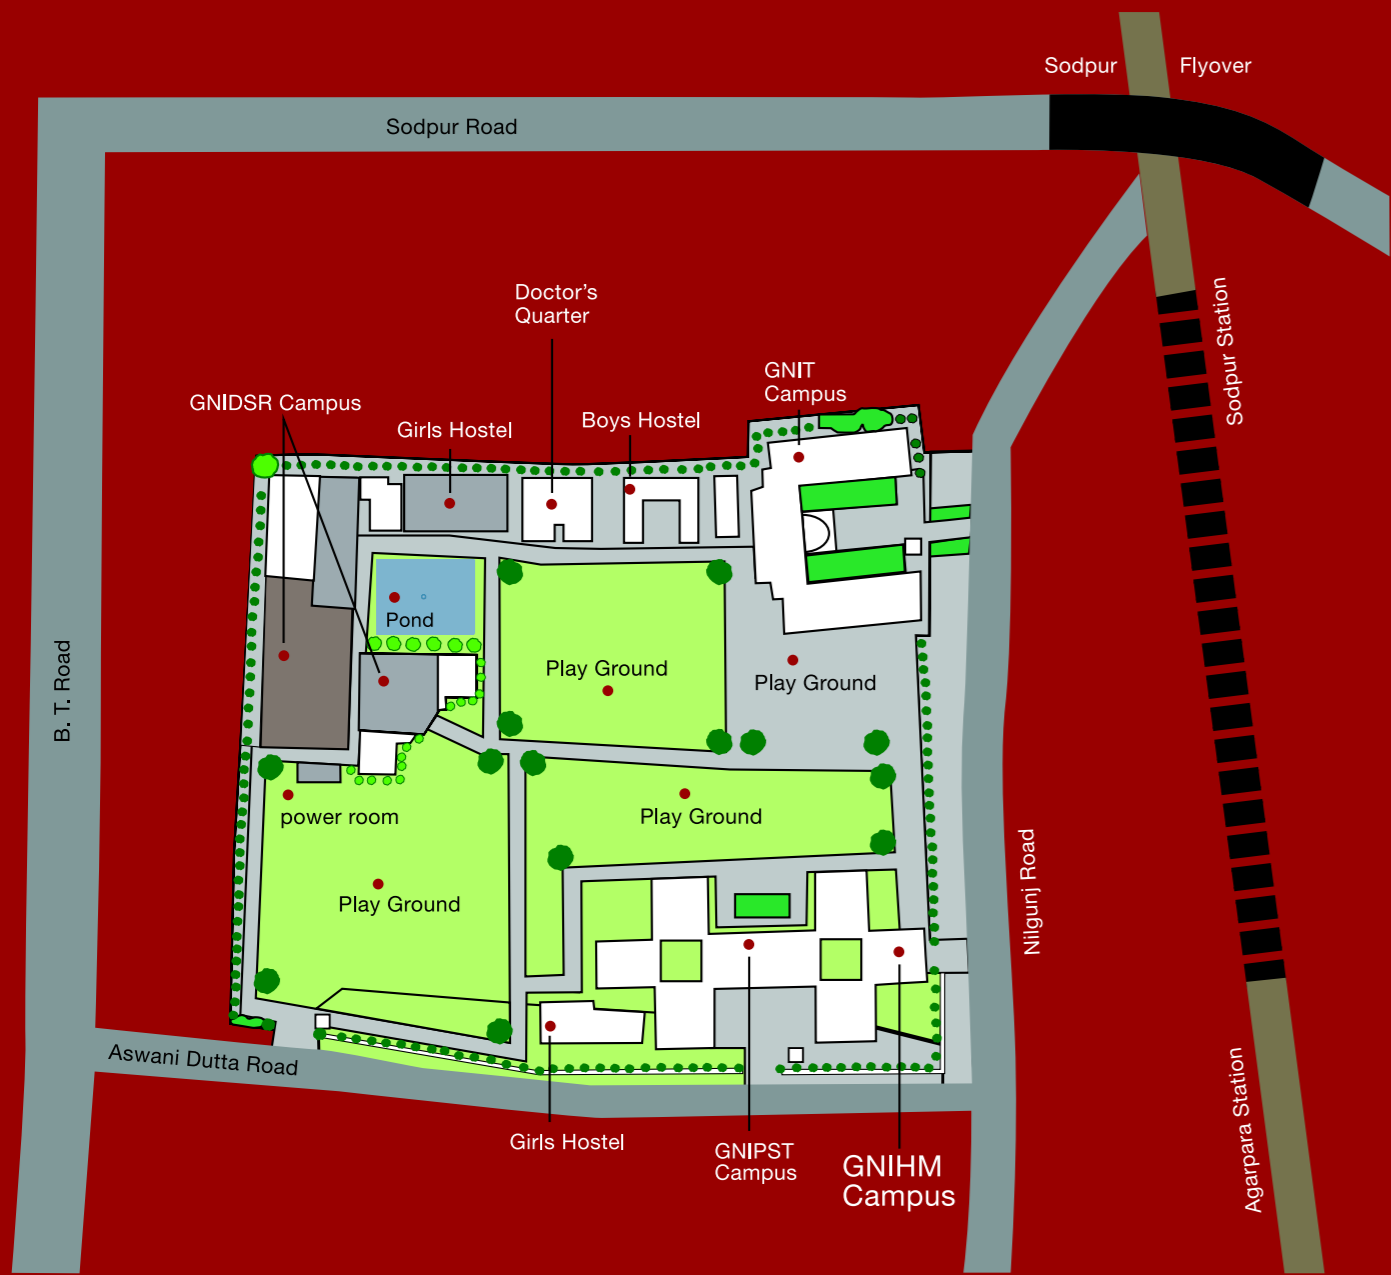 Sodpur Flyover
Sodpur Road
Sodpur Station
Doctor's
Quarter
GNIT
Campus
GNIDSR Campus
Girls Hostel
Boys Hostel
Pond
Play Ground
Play Ground
B. T. Road
power room
Play Ground
Play Ground
Nilgunj Road
Aswani Dutta Road
Agarpara Station
Girls Hostel
GNIPST
Campus
GNIHM
Campus